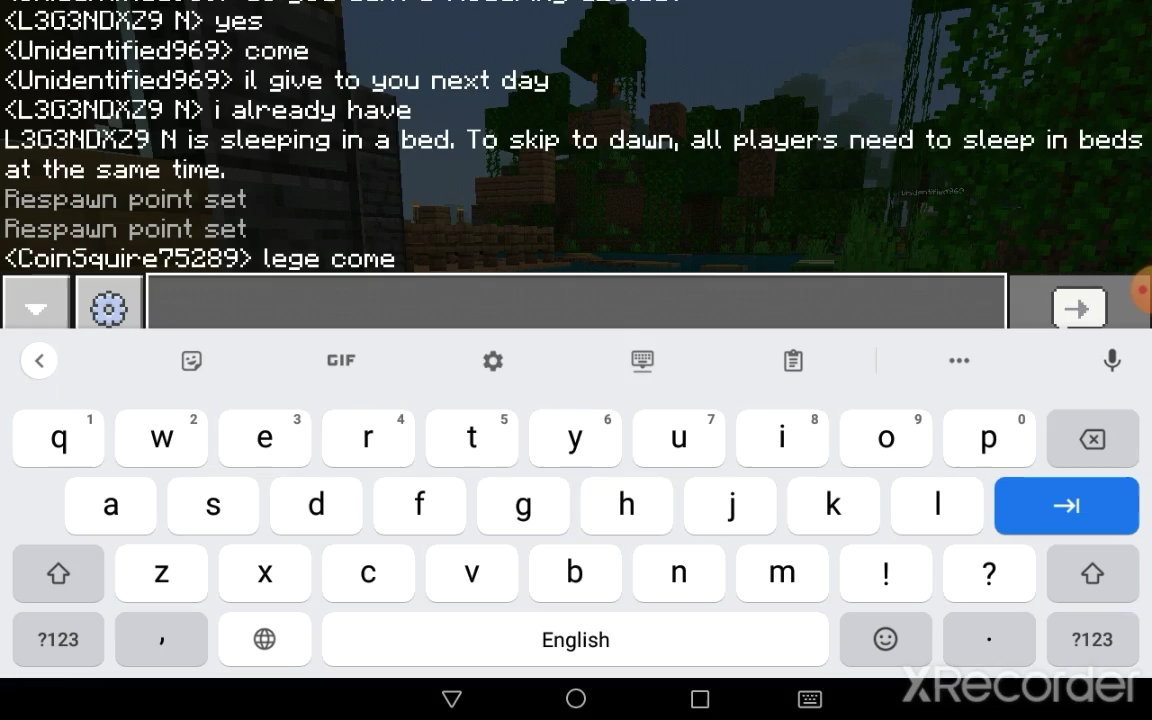 <L3G3NDXZ9 N> yes
<Unidentified969> come
<Unidentified969> il give to you next day
<L3G3NDXZ9 N> i already have
L3G3NDXZ9 N is sleeping in a bed. To skip to dawn, all players need to sleep in beds
at the same time.
Respawn point set
Respawn point set
Unidentified969
<CoinSquire75289> lege come
GIF
1 2 3 4 5 6 7 8 9 0
q w e r t y u i o p
a s d f g h j k l
z x c v b n m ! ?
?123 , English . ?123
XRecorder